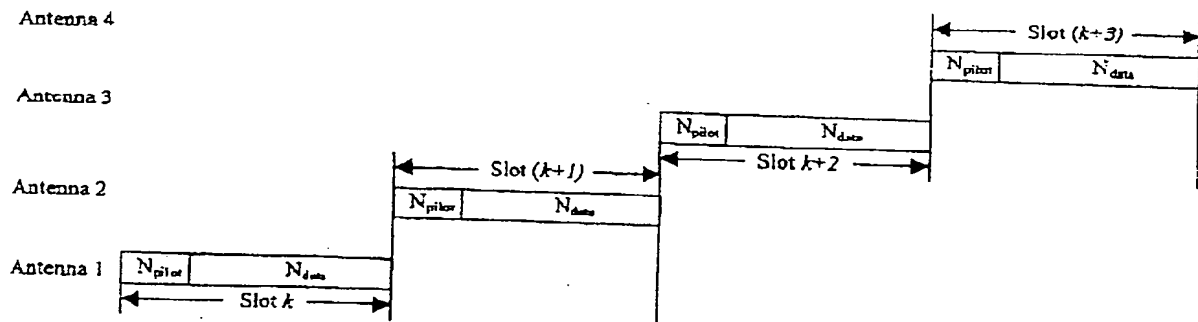 Antenna 4
Slot (k+3)
N_pilot N_data
Antenna 3
N_pilot N_data
Slot k+2
Slot (k+1)
Antenna 2
N_pilot N_data
Antenna 1
N_pilot N_data
Slot k